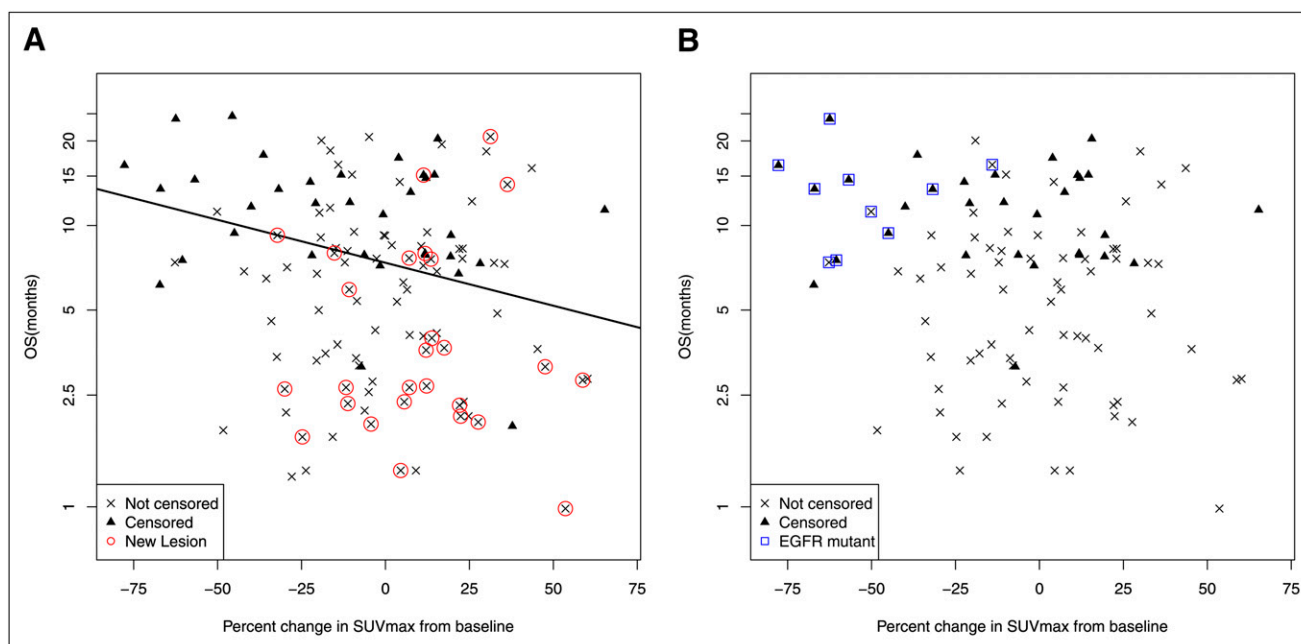 A
OS(months)
20
15
10
5
2.5
1
Not censored
Censored
New Lesion
−75 −50 −25 0 25 50 75
Percent change in SUVmax from baseline
B
OS(months)
20
15
10
5
2.5
1
Not censored
Censored
EGFR mutant
−75 −50 −25 0 25 50 75
Percent change in SUVmax from baseline